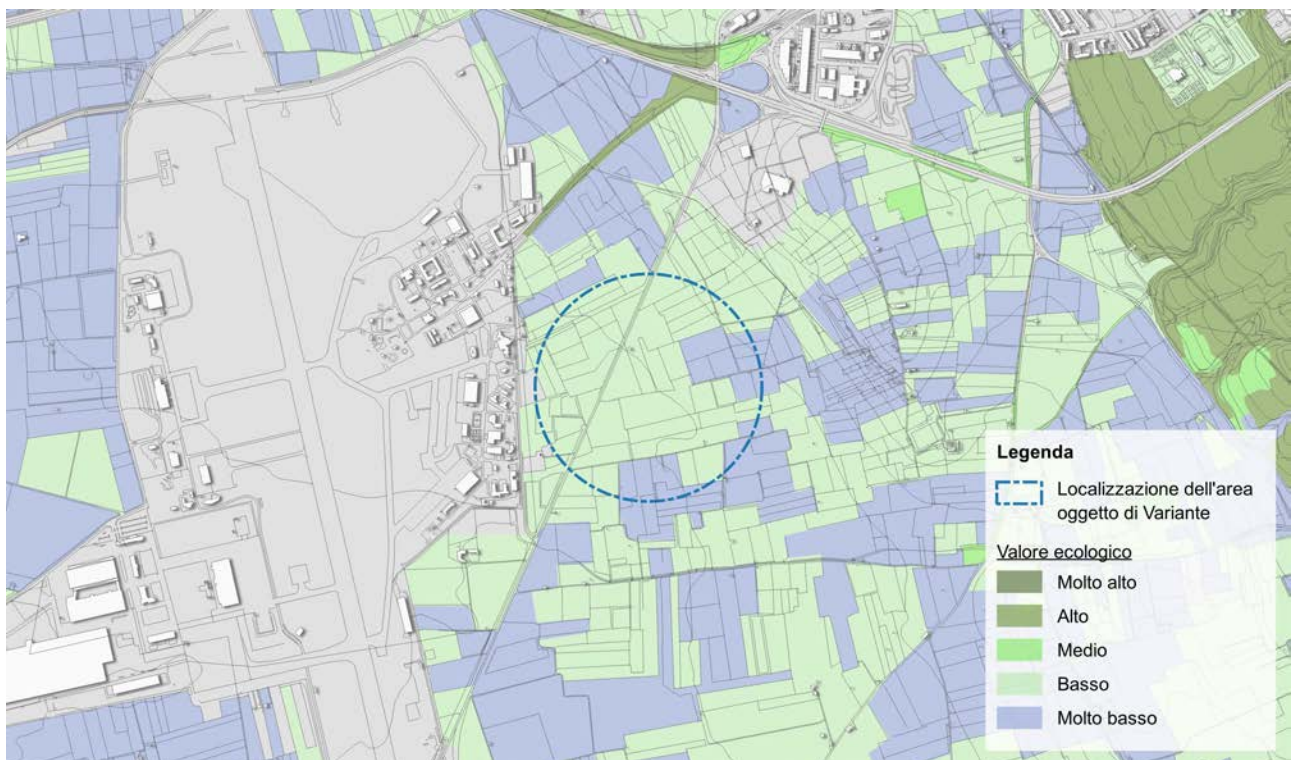 Legenda
Localizzazione dell'area
oggetto di Variante
Valore ecologico
Molto alto
Alto
Medio
Basso
Molto basso